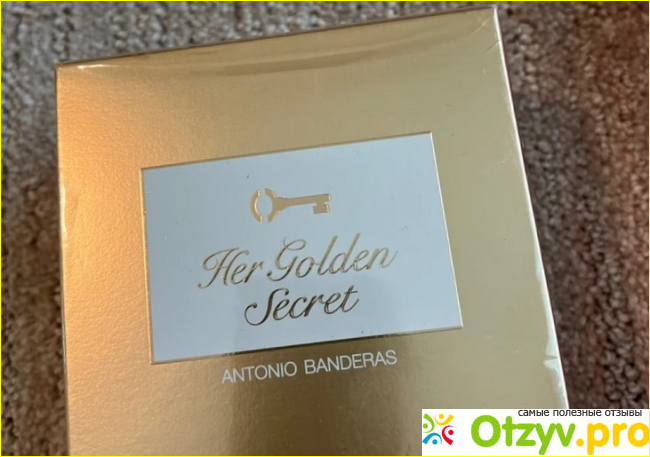 Her Golden
Secret
ANTONIO BANDERAS
самые полезные отзывы
Otzyv.pro